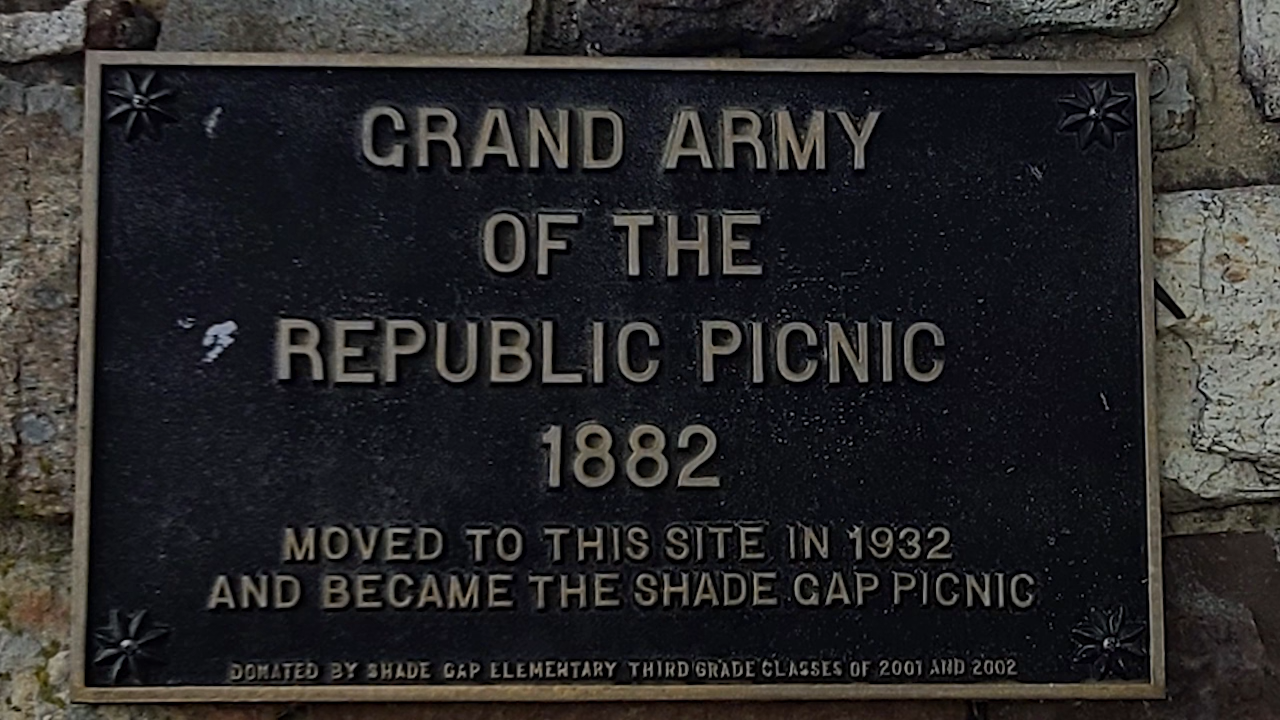 GRAND ARMY
OF THE
REPUBLIC PICNIC
1882
MOVED TO THIS SITE IN 1932
AND BECAME THE SHADE GAP PICNIC
DONATED BY SHADE GAP ELEMENTARY THIRD GRADE CLASSES OF 2001 AND 2002